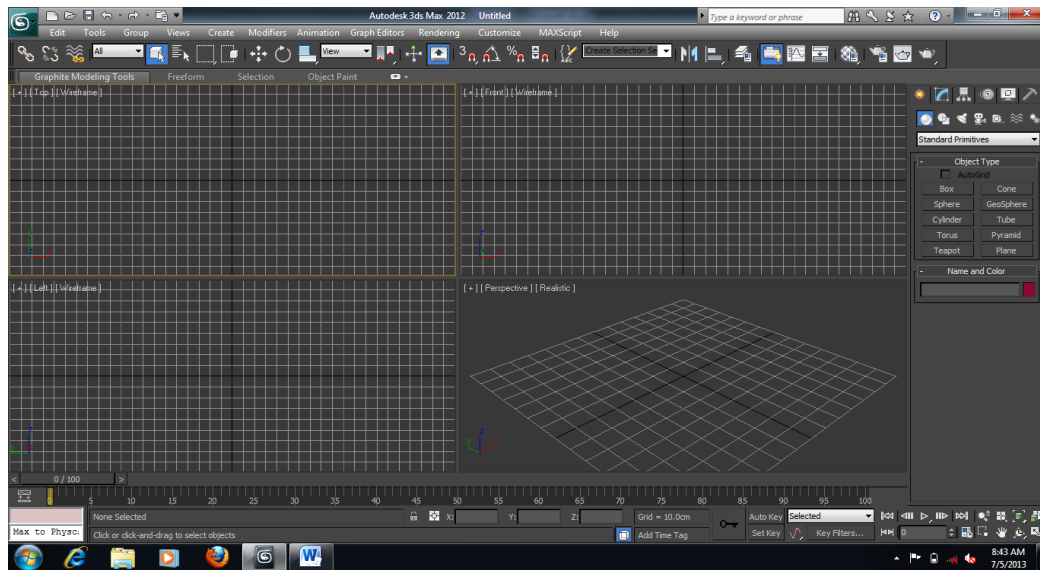 Autodesk 3ds Max 2012 Untitled
Type a keyword or phrase
Edit Tools Group Views Create Modifiers Animation Graph Editors Rendering Customize MAXScript Help
All
View
Create Selection Se
Graphite Modeling Tools Freeform Selection Object Paint
[ + ] [ Top ] [ Wireframe ]
[ + ] [ Front ] [ Wireframe ]
Standard Primitives
- Object Type
AutoGrid
Box Cone
Sphere GeoSphere
Cylinder Tube
Torus Pyramid
Teapot Plane
- Name and Color
[ + ] [ Left ] [ Wireframe ]
[ + ] [ Perspective ] [ Realistic ]
< 0 / 100 >
0 5 10 15 20 25 30 35 40 45 50 55 60 65 70 75 80 85 90 95 100
None Selected X: Y: Z: Grid = 10.0cm Auto Key Selected
Max to Physc: Click or click-and-drag to select objects Add Time Tag Set Key Key Filters... 0
8:43 AM
7/5/2013